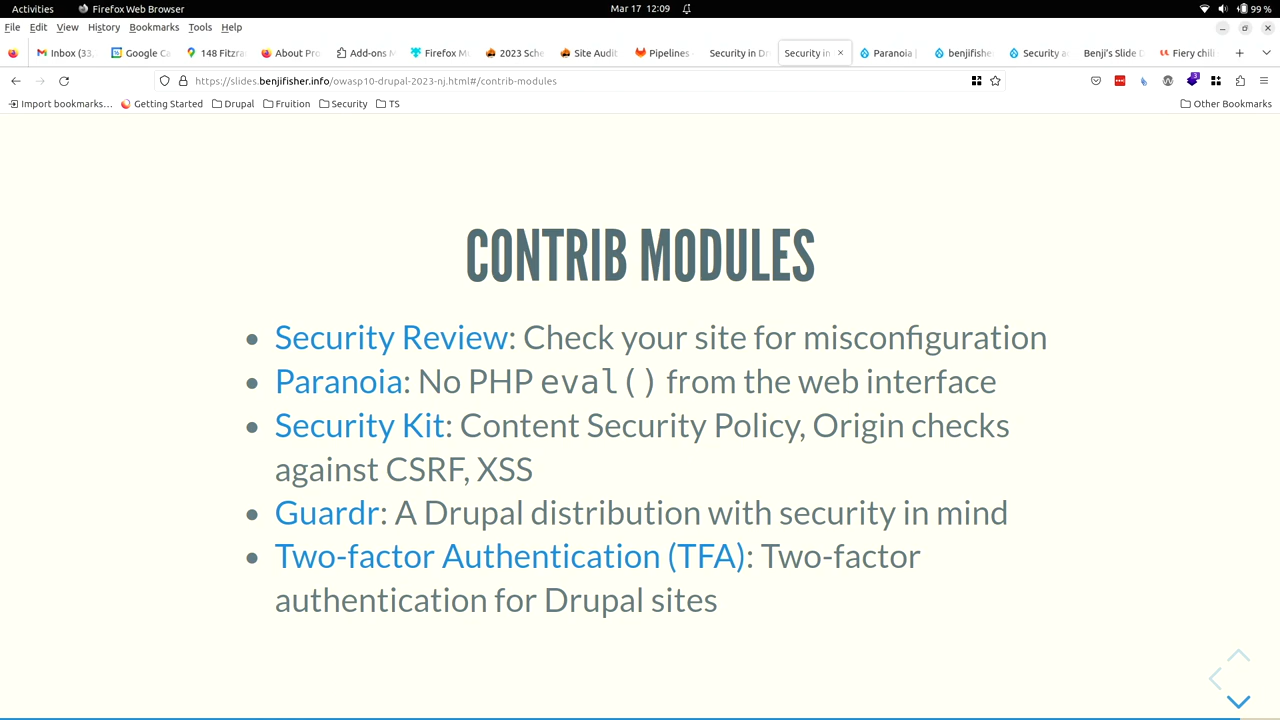 Activities
Firefox Web Browser
Mar 17 12:09
99 %
File Edit View History Bookmarks Tools Help
Inbox (33,
Google Ca
148 Fitzra
About Pro
Add-ons M
Firefox Mu
2023 Sche
Site Audit
Pipelines -
Security in Dr
Security in
Paranoia |
benjifishe
Security a
Benji's Slide D
Fiery chili
https://slides.benjifisher.info/owasp10-drupal-2023-nj.html#/contrib-modules
Import bookmarks... Getting Started Drupal Fruition Security TS Other Bookmarks
CONTRIB MODULES
• Security Review: Check your site for misconfiguration
• Paranoia: No PHP eval() from the web interface
• Security Kit: Content Security Policy, Origin checks
against CSRF, XSS
• Guardr: A Drupal distribution with security in mind
• Two-factor Authentication (TFA): Two-factor
authentication for Drupal sites